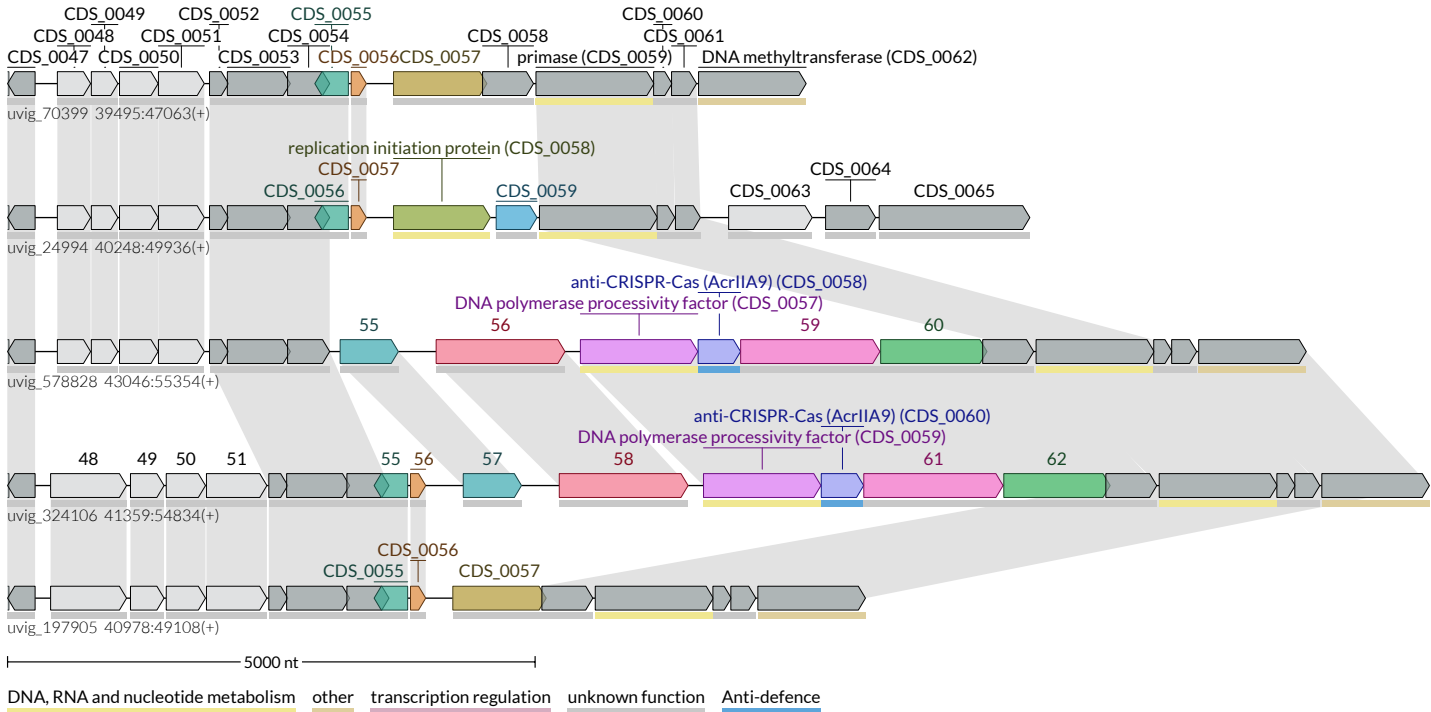 CDS_0049 CDS_0052 CDS_0055 CDS_0060
CDS_0048 CDS_0051 CDS_0054 CDS_0058 CDS_0061
CDS_0047 CDS_0050 CDS_0053 CDS_0056 CDS_0057 primase (CDS_0059) DNA methyltransferase (CDS_0062)
uvig_70399 39495:47063(+)
replication initiation protein (CDS_0058)
CDS_0057 CDS_0064
CDS_0056 CDS_0059 CDS_0063 CDS_0065
uvig_24994 40248:49936(+)
anti-CRISPR-Cas (AcrIIA9) (CDS_0058)
DNA polymerase processivity factor (CDS_0057)
55 56 59 60
uvig_578828 43046:55354(+)
anti-CRISPR-Cas (AcrIIA9) (CDS_0060)
DNA polymerase processivity factor (CDS_0059)
48 49 50 51 55 56 57 58 61 62
uvig_324106 41359:54834(+)
CDS_0056
CDS_0055 CDS_0057
uvig_197905 40978:49108(+)
5000 nt
DNA, RNA and nucleotide metabolism other transcription regulation unknown function Anti-defence